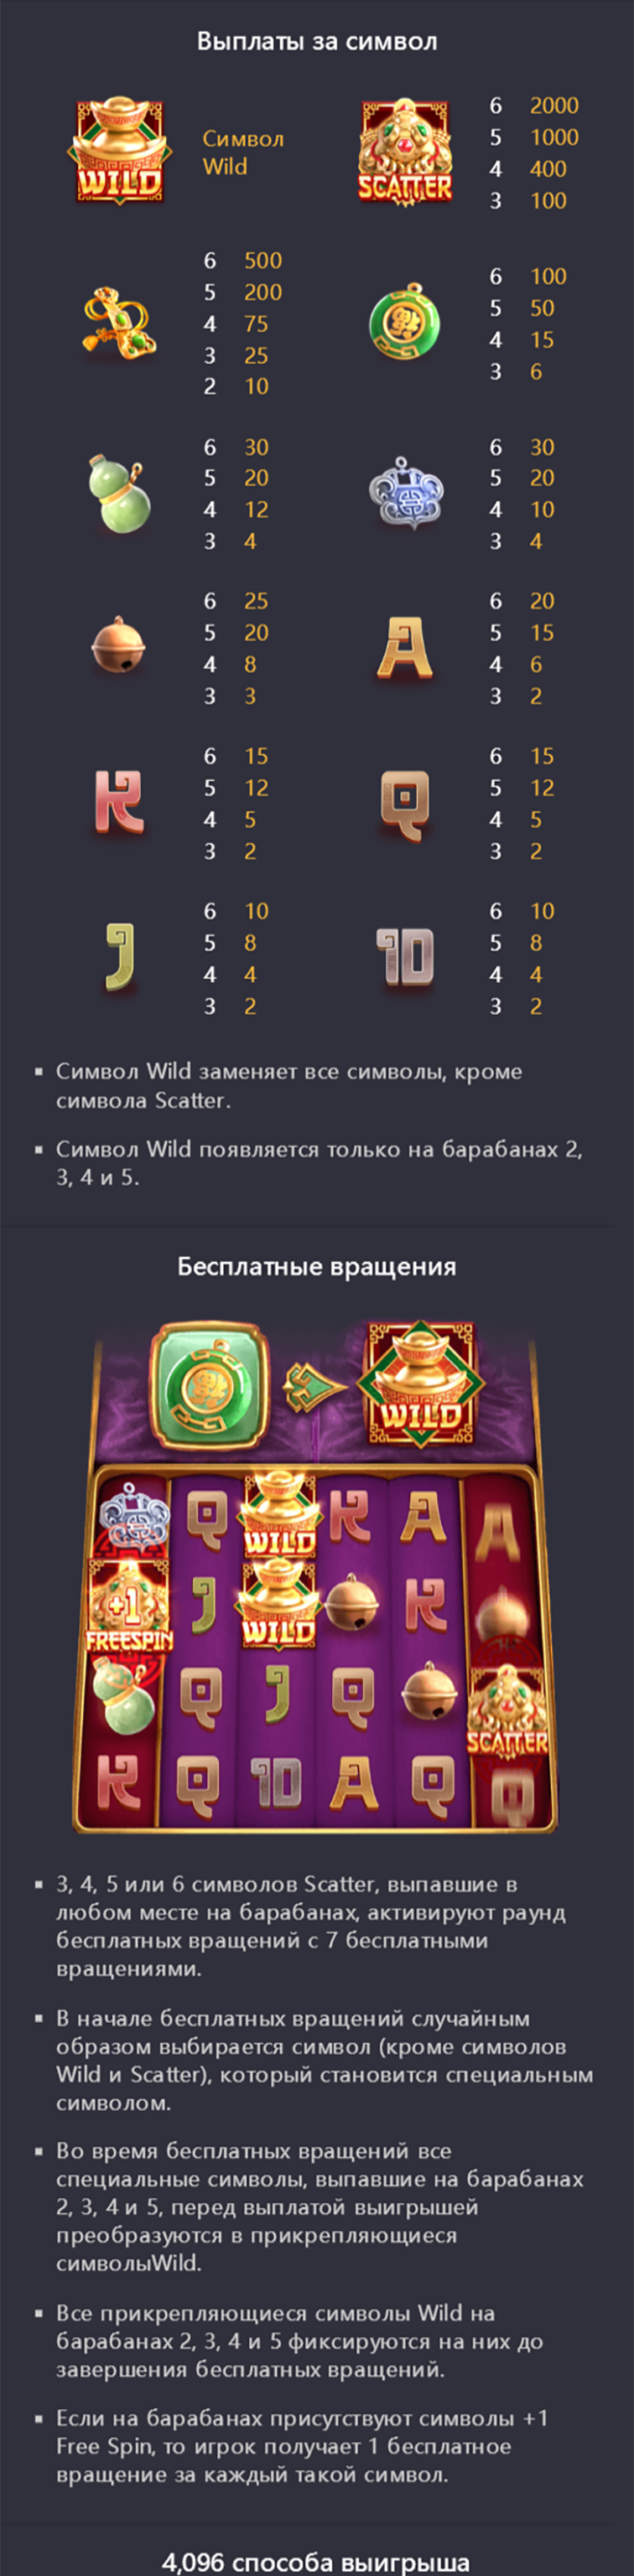 Выплаты за символ
WILD
Символ
Wild
SCATTER
6 2000
5 1000
4 400
3 100
6 500
5 200
4 75
3 25
2 10
6 100
5 50
4 15
3 6
6 30
5 20
4 12
3 4
6 30
5 20
4 10
3 4
6 25
5 20
4 8
3 3
A
6 20
5 15
4 6
3 2
K
6 15
5 12
4 5
3 2
Q
6 15
5 12
4 5
3 2
J
6 10
5 8
4 4
3 2
10
6 10
5 8
4 4
3 2
Символ Wild заменяет все символы, кроме
символа Scatter.
Символ Wild появляется только на барабанах 2,
3, 4 и 5.
Бесплатные вращения
WILD
Q WILD K A A
+1
FREESPIN J WILD K
Q J Q SCATTER
K Q 10 A Q Q
3, 4, 5 или 6 символов Scatter, выпавшие в
любом месте на барабанах, активируют раунд
бесплатных вращений с 7 бесплатными
вращениями.
В начале бесплатных вращений случайным
образом выбирается символ (кроме символов
Wild и Scatter), который становится специальным
символом.
Во время бесплатных вращений все
специальные символы, выпавшие на барабанах
2, 3, 4 и 5, перед выплатой выигрышей
преобразуются в прикрепляющиеся
символыWild.
Все прикрепляющиеся символы Wild на
барабанах 2, 3, 4 и 5 фиксируются на них до
завершения бесплатных вращений.
Если на барабанах присутствуют символы +1
Free Spin, то игрок получает 1 бесплатное
вращение за каждый такой символ.
4,096 способа выигрыша